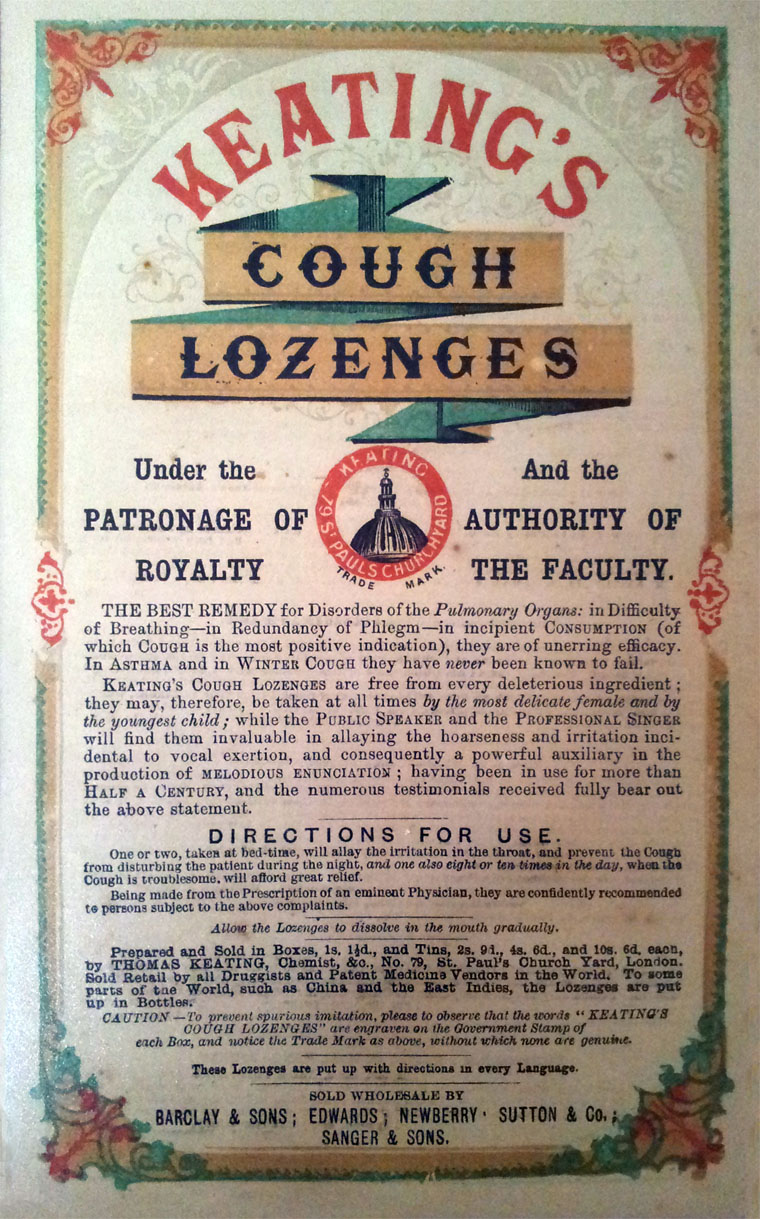 KEATING'S
COUGH
LOZENGES
Under the
PATRONAGE OF
ROYALTY
KEATING
79 ST PAULS CHURCHYARD
TRADE MARK.
And the
AUTHORITY OF
THE FACULTY.
THE BEST REMEDY for Disorders of the Pulmonary Organs: in Difficulty
of Breathing—in Redundancy of Phlegm—in incipient CONSUMPTION (of
which COUGH is the most positive indication), they are of unerring efficacy.
In ASTHMA and in WINTER COUGH they have never been known to fail.
KEATING'S COUGH LOZENGES are free from every deleterious ingredient;
they may, therefore, be taken at all times by the most delicate female and by
the youngest child; while the PUBLIC SPEAKER and the PROFESSIONAL SINGER
will find them invaluable in allaying the hoarseness and irritation inci-
dental to vocal exertion, and consequently a powerful auxiliary in the
production of MELODIOUS ENUNCIATION; having been in use for more than
HALF A CENTURY, and the numerous testimonials received fully bear out
the above statement.
DIRECTIONS FOR USE.
One or two, taken at bed-time, will allay the irritation in the throat, and prevent the Cough
from disturbing the patient during the night, and one also eight or ten times in the day, when the
Cough is troublesome, will afford great relief.
Being made from the Prescription of an eminent Physician, they are confidently recommended
to persons subject to the above complaints.
Allow the Lozenges to dissolve in the mouth gradually.
Prepared and Sold in Boxes, 1s. 1½d., and Tins, 2s. 9d., 4s. 6d., and 10s. 6d. each,
by THOMAS KEATING, Chemist, &c., No. 79, St. Paul's Church Yard, London.
Sold Retail by all Druggists and Patent Medicine Vendors in the World. To some
parts of the World, such as China and the East Indies, the Lozenges are put
up in Bottles.
CAUTION—To prevent spurious imitation, please to observe that the words "KEATING'S
COUGH LOZENGES" are engraven on the Government Stamp of
each Box, and notice the Trade Mark as above, without which none are genuine.
These Lozenges are put up with directions in every Language.
SOLD WHOLESALE BY
BARCLAY & SONS; EDWARDS; NEWBERRY; SUTTON & Co.;
SANGER & SONS.